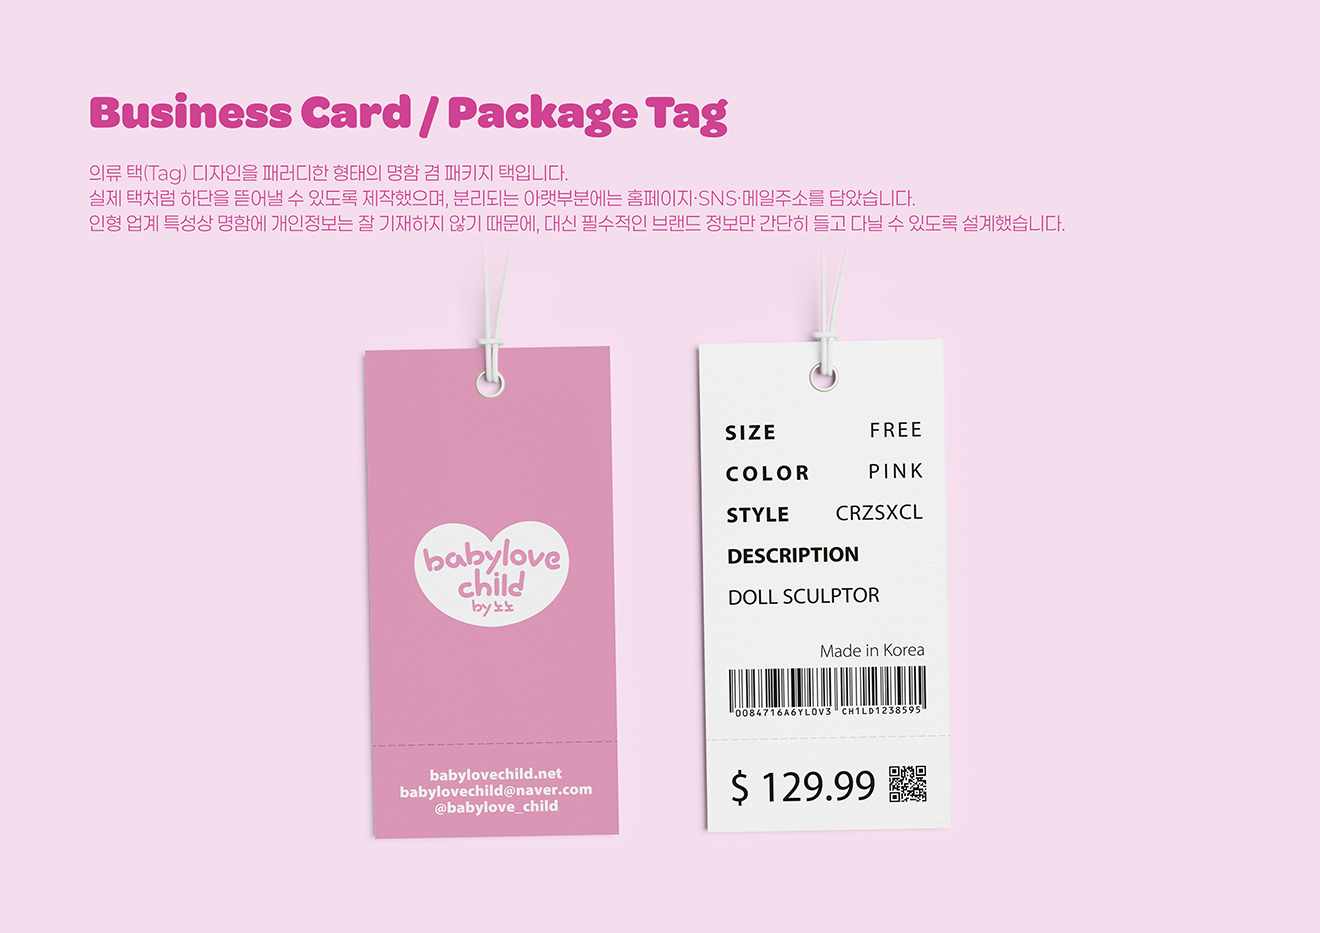 Business Card / Package Tag
의류 택(Tag) 디자인을 패러디한 형태의 명함 겸 패키지 택입니다.
실제 택처럼 하단을 뜯어낼 수 있도록 제작했으며, 분리되는 아랫부분에는 홈페이지·SNS·메일주소를 담았습니다.
인형 업계 특성상 명함에 개인정보는 잘 기재하지 않기 때문에, 대신 필수적인 브랜드 정보만 간단히 들고 다닐 수 있도록 설계했습니다.
babylove
child
by 노노
babylovechild.net
babylovechild@naver.com
@babylove_child
SIZE FREE
COLOR PINK
STYLE CRZSXCL
DESCRIPTION
DOLL SCULPTOR
Made in Korea
0084716A6YL0V3 CH1LD1238595
$ 129.99